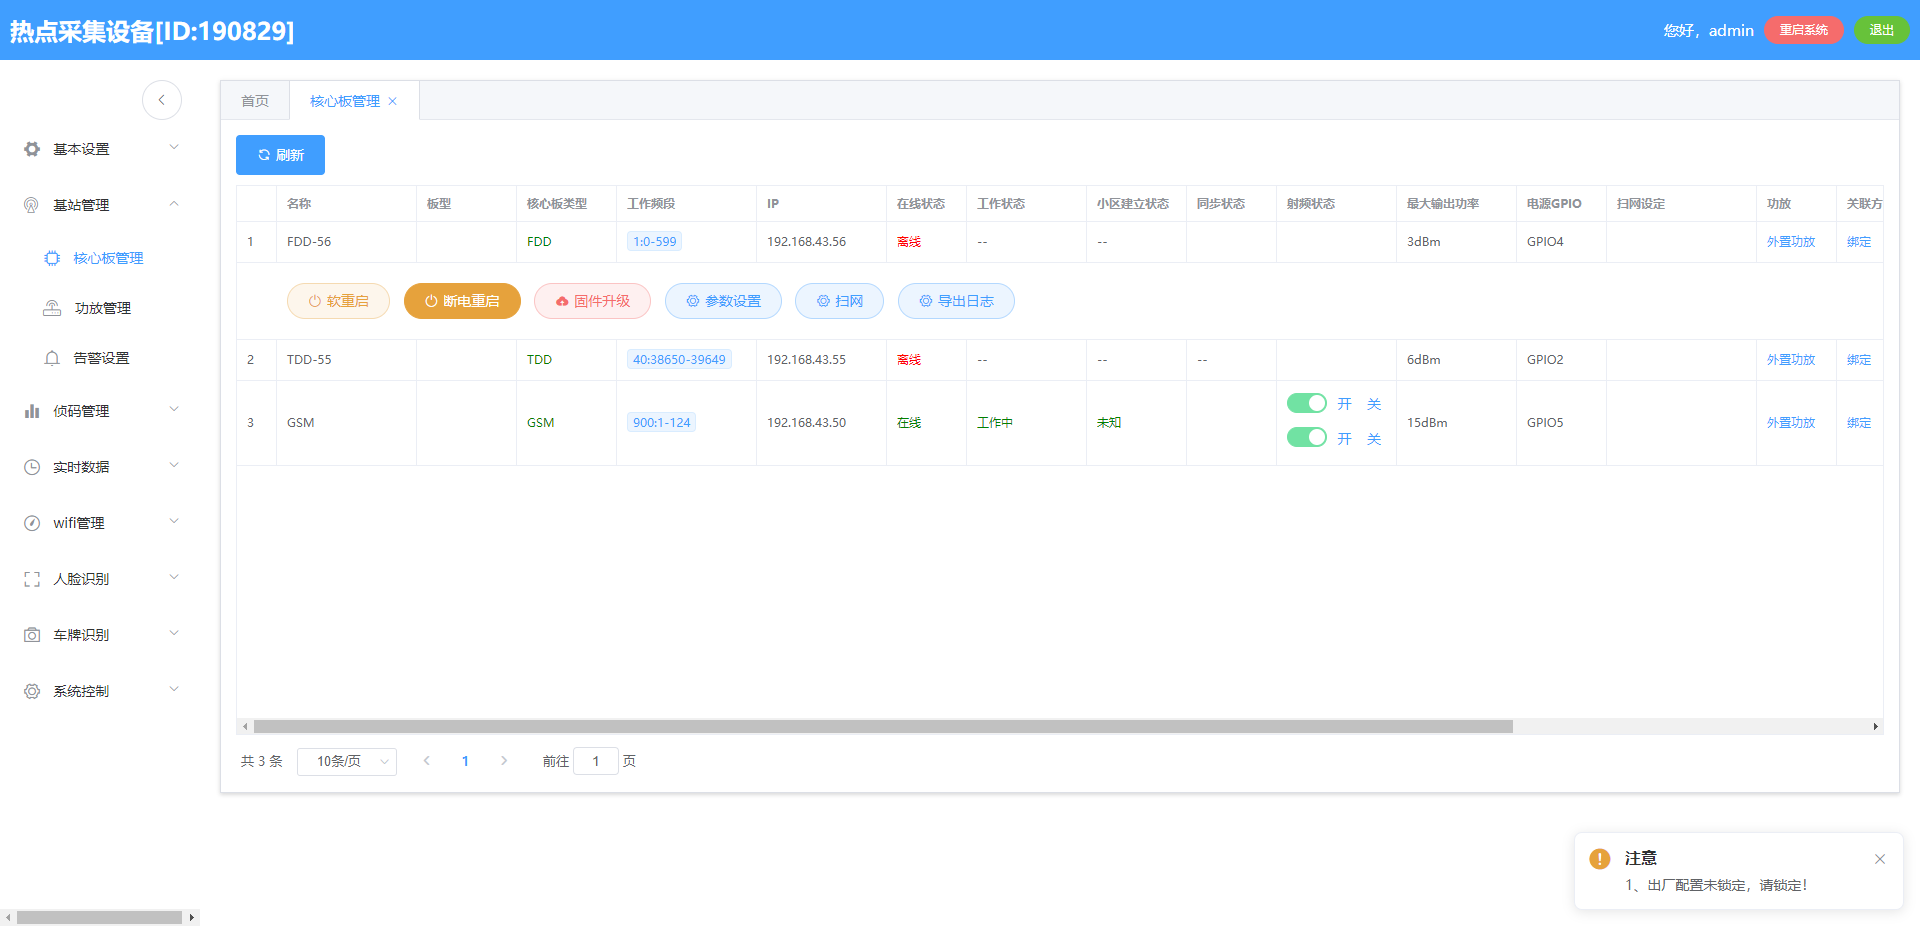 热点采集设备[ID:190829]
您好，admin 重启系统 退出
首页 核心板管理
刷新
基本设置
基站管理
核心板管理
功放管理
告警设置
侦码管理
实时数据
wifi管理
人脸识别
车牌识别
系统控制
名称 板型 核心板类型 工作频段 IP 在线状态 工作状态 小区建立状态 同步状态 射频状态 最大输出功率 电源GPIO 扫网设定 功放 关联方
1 FDD-56 FDD 1:0-599 192.168.43.56 离线 -- -- 3dBm GPIO4 外置功放 绑定
软重启 断电重启 固件升级 参数设置 扫网 导出日志
2 TDD-55 TDD 40:38650-39649 192.168.43.55 离线 -- -- -- 6dBm GPIO2 外置功放 绑定
3 GSM GSM 900:1-124 192.168.43.50 在线 工作中 未知 开 关 15dBm GPIO5 外置功放 绑定
开 关
共 3 条 10条/页 1 前往 1 页
注意
1、出厂配置未锁定，请锁定！